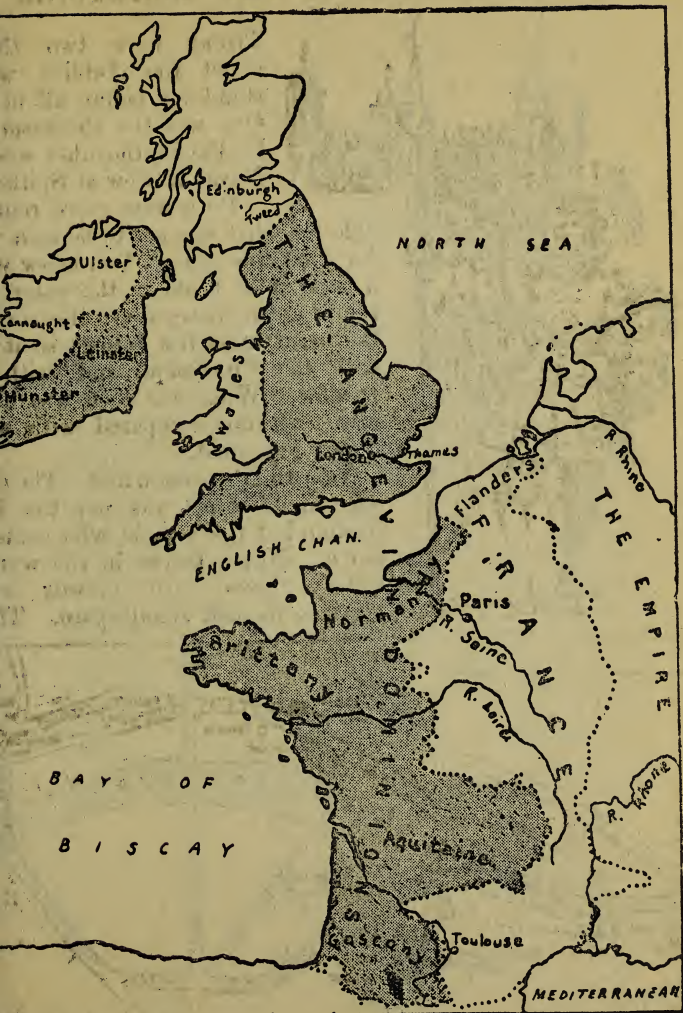 Edinburgh
Tweed
NORTH SEA
Ulster
Connaught
Leinster
Munster
Wales
THE ANGEVIN DOMINIONS
London
Thames
Flanders
R. Rhine
THE EMPIRE
ENGLISH CHAN.
FRANCE
Normandy
Paris
R. Seine
Brittany
R. Loire
BAY OF
BISCAY
Aquitaine
R. Rhone
Gascony
Toulouse
MEDITERRANEAN